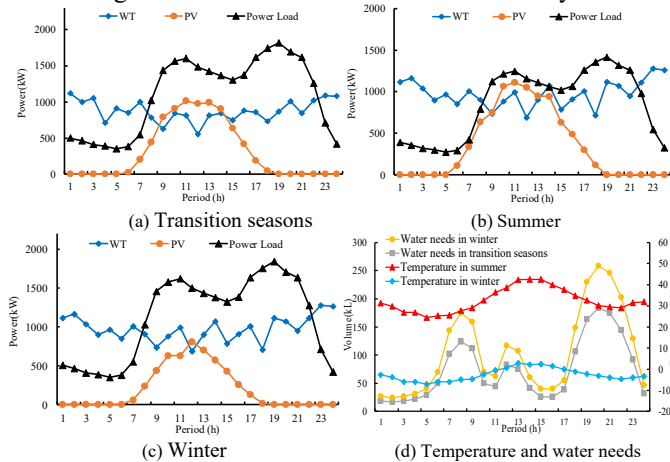 WT PV Power Load
2500
2000
1500
1000
500
0
Power(kW)
1 3 5 7 9 11 13 15 17 19 21 23
Period (h)
(a) Transition seasons
WT PV Power Load
2000
1500
1000
500
0
Power(kW)
1 3 5 7 9 11 13 15 17 19 21 23
Period (h)
(b) Summer
WT PV Power Load
2000
1500
1000
500
0
Power(kW)
1 3 5 7 9 11 13 15 17 19 21 23
Period (h)
(c) Winter
Water needs in winter
Water needs in transition seasons
Temperature in summer
Temperature in winter
300
250
200
150
100
50
0
Volume(kL)
60
50
40
30
20
10
0
-10
-20
1 3 5 7 9 11 13 15 17 19 21 23
Period (h)
(d) Temperature and water needs